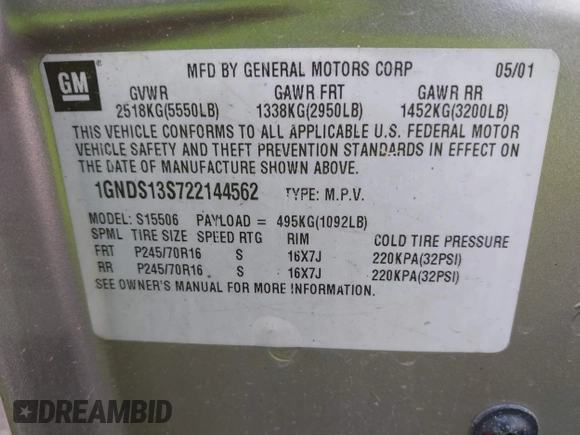 GM
MFD BY GENERAL MOTORS CORP 05/01
GVWR GAWR FRT GAWR RR
2518KG(5550LB) 1338KG(2950LB) 1452KG(3200LB)
THIS VEHICLE CONFORMS TO ALL APPLICABLE U.S. FEDERAL MOTOR
VEHICLE SAFETY AND THEFT PREVENTION STANDARDS IN EFFECT ON
THE DATE OF MANUFACTURE SHOWN ABOVE.
1GNDS13S722144562 TYPE: M.P.V.
MODEL: S15506 PAYLOAD = 495KG(1092LB)
SPML TIRE SIZE SPEED RTG RIM COLD TIRE PRESSURE
FRT P245/70R16 S 16X7J 220KPA(32PSI)
RR P245/70R16 S 16X7J 220KPA(32PSI)
SEE OWNER'S MANUAL FOR MORE INFORMATION.
DREAMBID